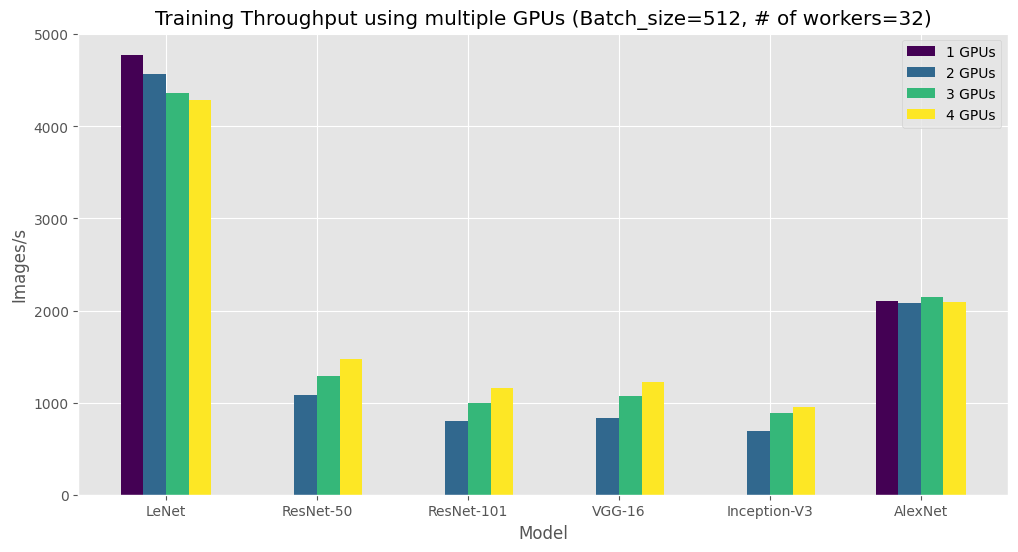 Training Throughput using multiple GPUs (Batch_size=512, # of workers=32)
5000
4000
3000
2000
1000
0
Images/s
1 GPUs
2 GPUs
3 GPUs
4 GPUs
LeNet
ResNet-50
ResNet-101
VGG-16
Inception-V3
AlexNet
Model